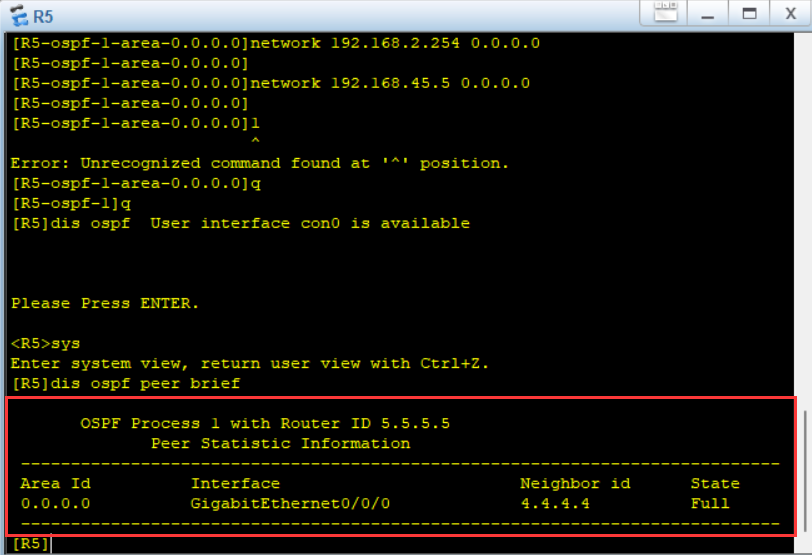 R5
[R5-ospf-1-area-0.0.0.0]network 192.168.2.254 0.0.0.0
[R5-ospf-1-area-0.0.0.0]
[R5-ospf-1-area-0.0.0.0]network 192.168.45.5 0.0.0.0
[R5-ospf-1-area-0.0.0.0]
[R5-ospf-1-area-0.0.0.0]l
^
Error: Unrecognized command found at '^' position.
[R5-ospf-1-area-0.0.0.0]q
[R5-ospf-1]q
[R5]dis ospf  User interface con0 is available
Please Press ENTER.
<R5>sys
Enter system view, return user view with Ctrl+Z.
[R5]dis ospf peer brief
OSPF Process 1 with Router ID 5.5.5.5
Peer Statistic Information
----------------------------------------------------------------------------
Area Id          Interface                        Neighbor id      State
0.0.0.0          GigabitEthernet0/0/0             4.4.4.4          Full
----------------------------------------------------------------------------
[R5]